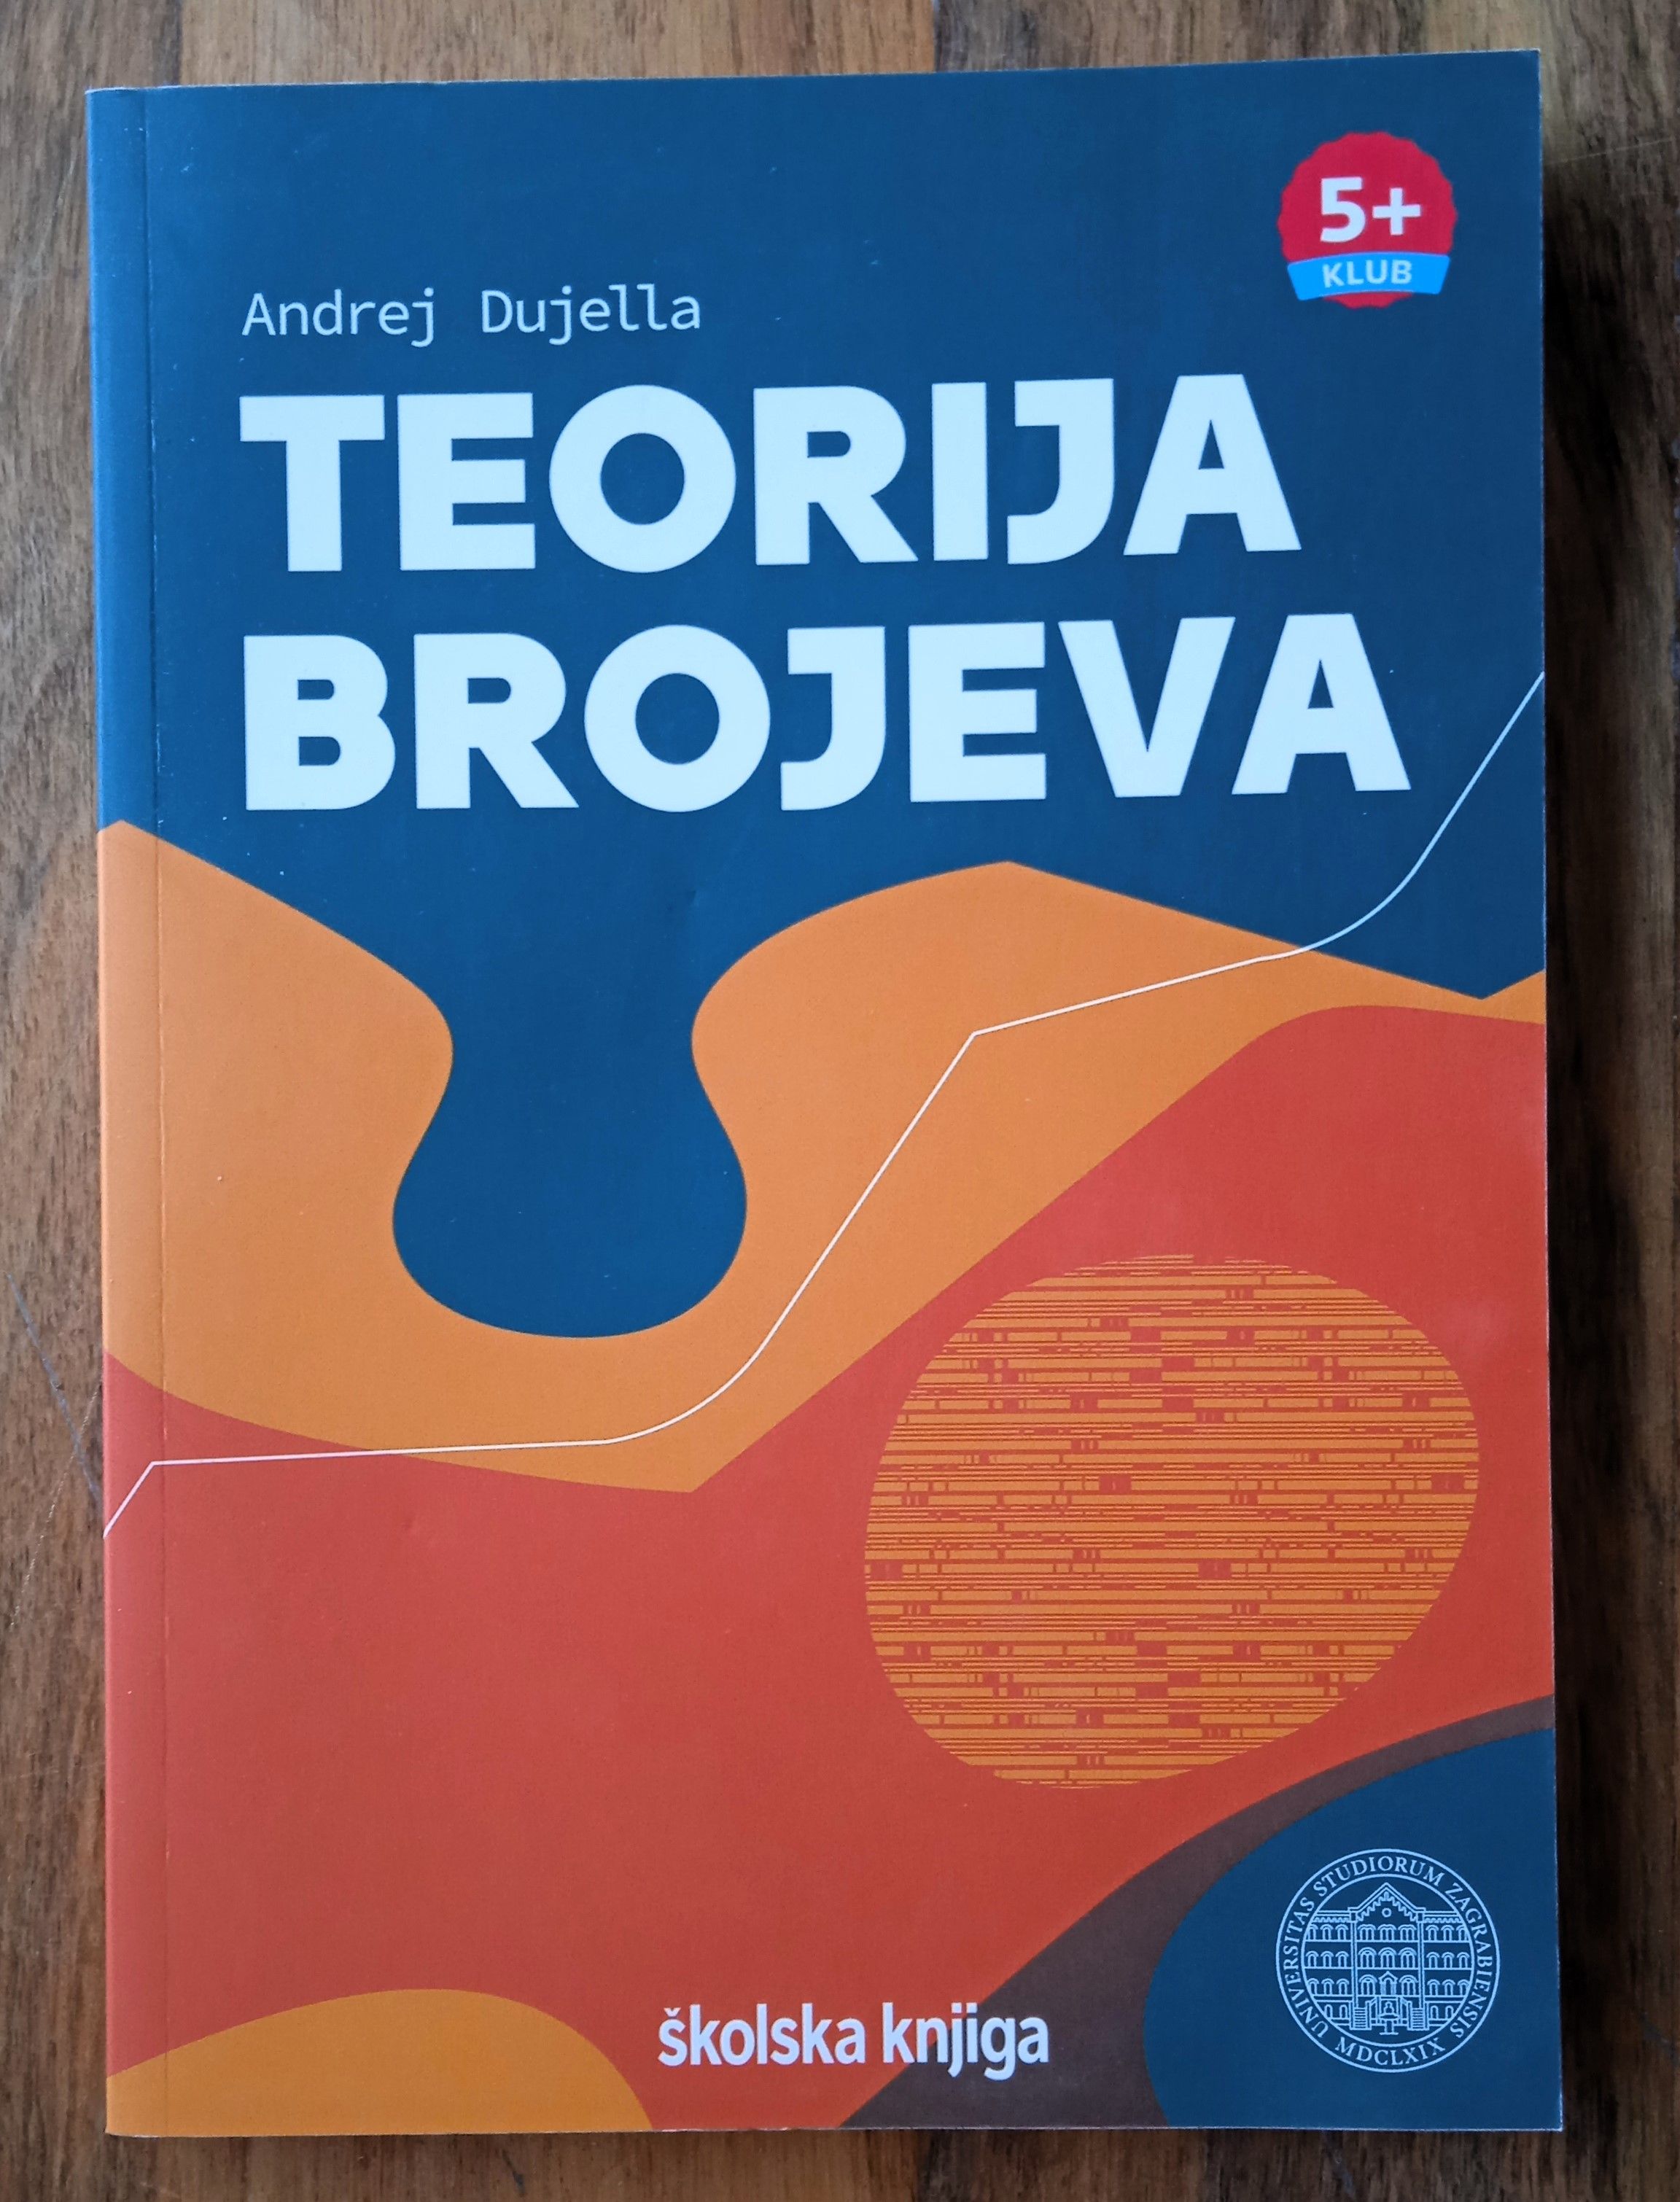 5+
KLUB
Andrej Dujella
TEORIJA
BROJEVA
školska knjiga
UNIVERSITAS STUDIORUM ZAGRABIENSIS
MDCLXIX